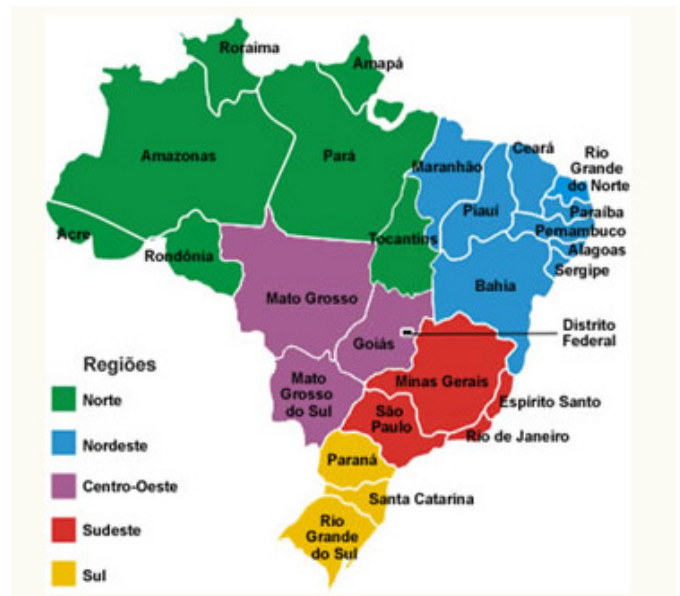 Roraima
Amapá
Amazonas
Pará
Maranhão
Ceará
Rio
Grande
do Norte
Piauí
Paraíba
Pernambuco
Alagoas
Sergipe
Acre
Rondônia
Tocantins
Bahia
Mato Grosso
Goiás
Distrito
Federal
Mato
Grosso
do Sul
Minas Gerais
Espírito Santo
São
Paulo
Rio de Janeiro
Paraná
Santa Catarina
Rio
Grande
do Sul
Regiões
Norte
Nordeste
Centro-Oeste
Sudeste
Sul